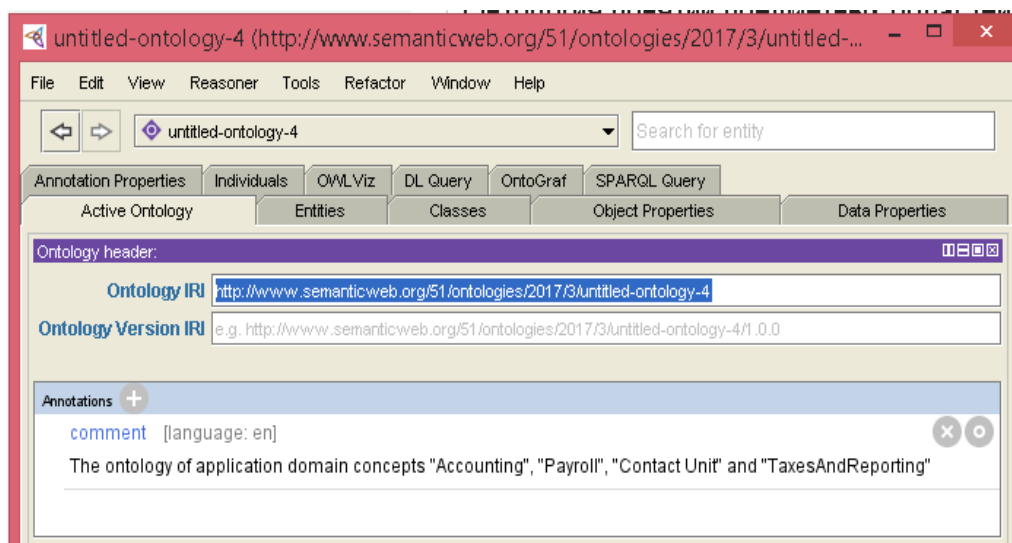 untitled-ontology-4 (http://www.semanticweb.org/51/ontologies/2017/3/untitled-...
File Edit View Reasoner Tools Refactor Window Help
untitled-ontology-4 Search for entity
Annotation Properties Individuals OWLViz DL Query OntoGraf SPARQL Query
Active Ontology Entities Classes Object Properties Data Properties
Ontology header:
Ontology IRI http://www.semanticweb.org/51/ontologies/2017/3/untitled-ontology-4
Ontology Version IRI e.g. http://www.semanticweb.org/51/ontologies/2017/3/untitled-ontology-4/1.0.0
Annotations
comment [language: en]
The ontology of application domain concepts "Accounting", "Payroll", "Contact Unit" and "TaxesAndReporting"